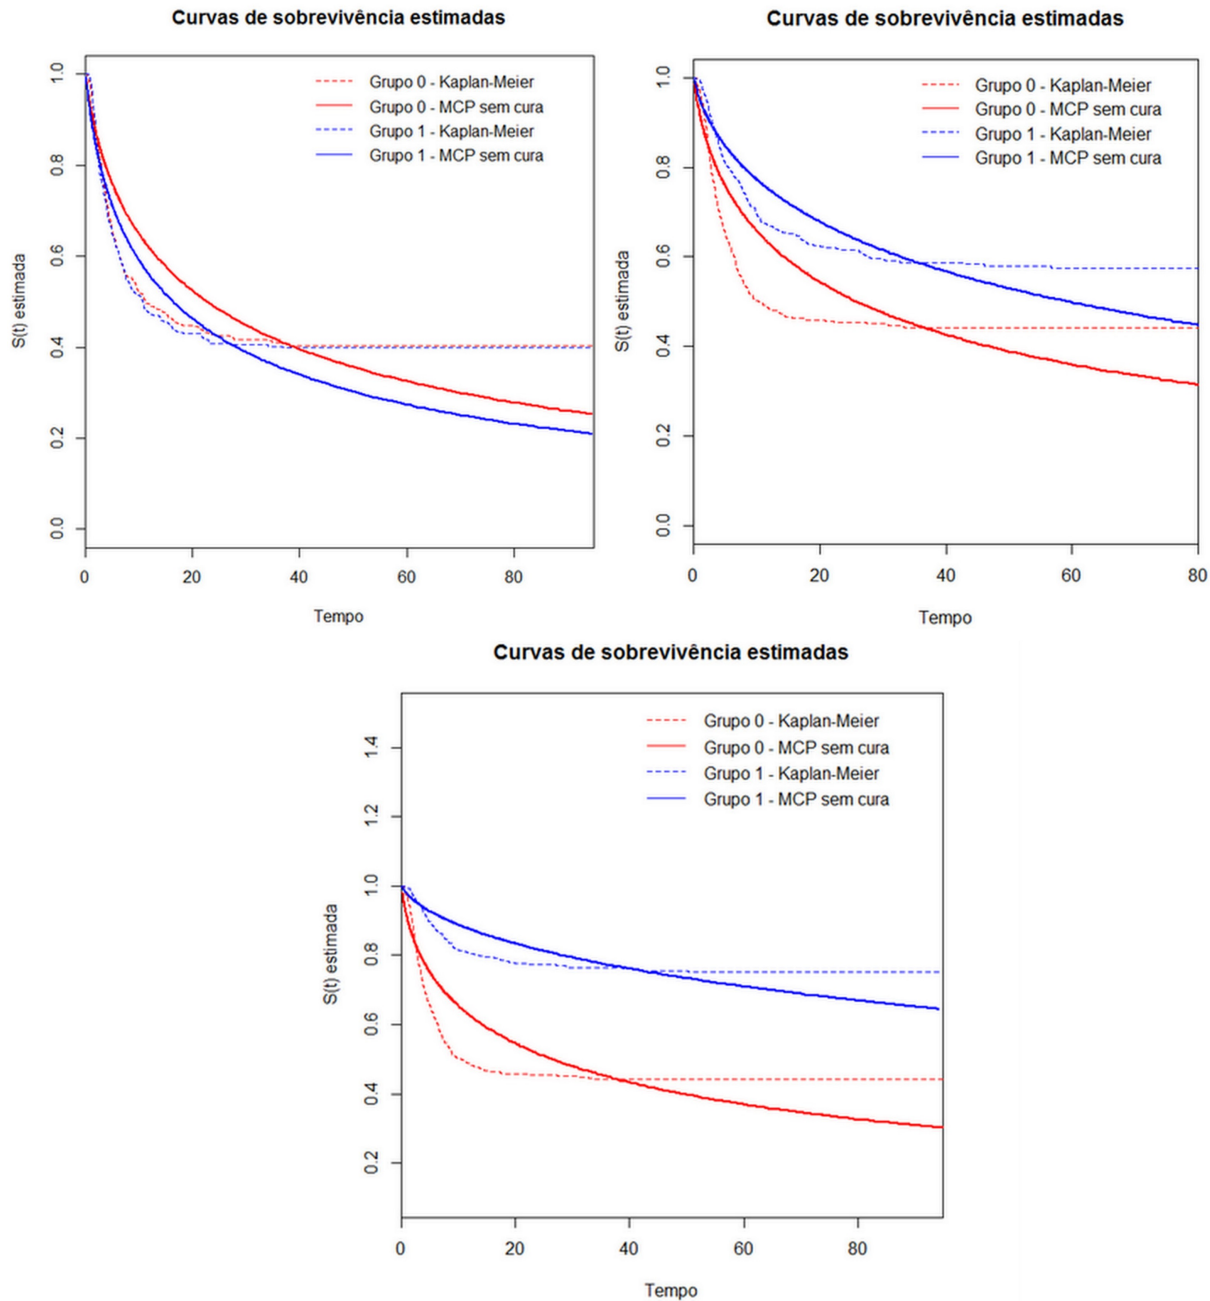 Curvas de sobrevivência estimadas
Grupo 0 - Kaplan-Meier
Grupo 0 - MCP sem cura
Grupo 1 - Kaplan-Meier
Grupo 1 - MCP sem cura
S(t) estimada
1.0
0.8
0.6
0.4
0.2
0.0
0 20 40 60 80
Tempo
Curvas de sobrevivência estimadas
Grupo 0 - Kaplan-Meier
Grupo 0 - MCP sem cura
Grupo 1 - Kaplan-Meier
Grupo 1 - MCP sem cura
S(t) estimada
1.0
0.8
0.6
0.4
0.2
0.0
0 20 40 60 80
Tempo
Curvas de sobrevivência estimadas
Grupo 0 - Kaplan-Meier
Grupo 0 - MCP sem cura
Grupo 1 - Kaplan-Meier
Grupo 1 - MCP sem cura
S(t) estimada
1.4
1.2
1.0
0.8
0.6
0.4
0.2
0 20 40 60 80
Tempo